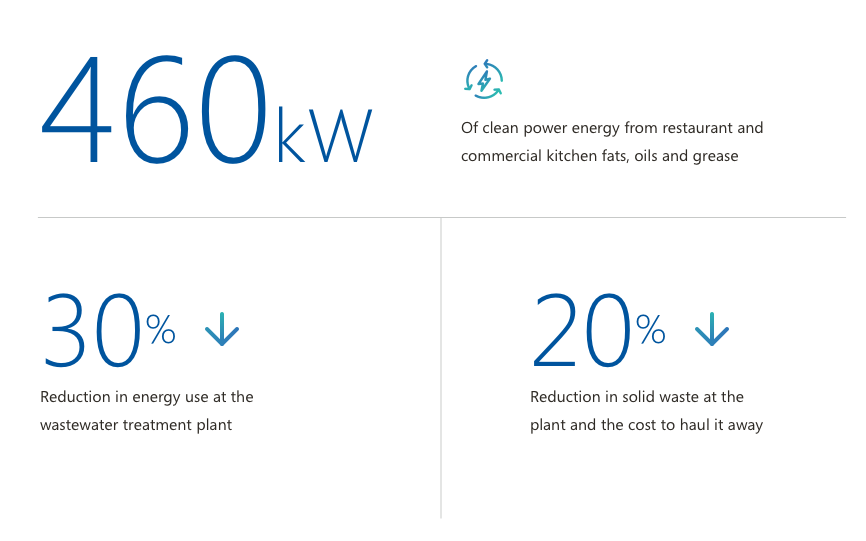 460kW
Of clean power energy from restaurant and
commercial kitchen fats, oils and grease
30%
Reduction in energy use at the
wastewater treatment plant
20%
Reduction in solid waste at the
plant and the cost to haul it away